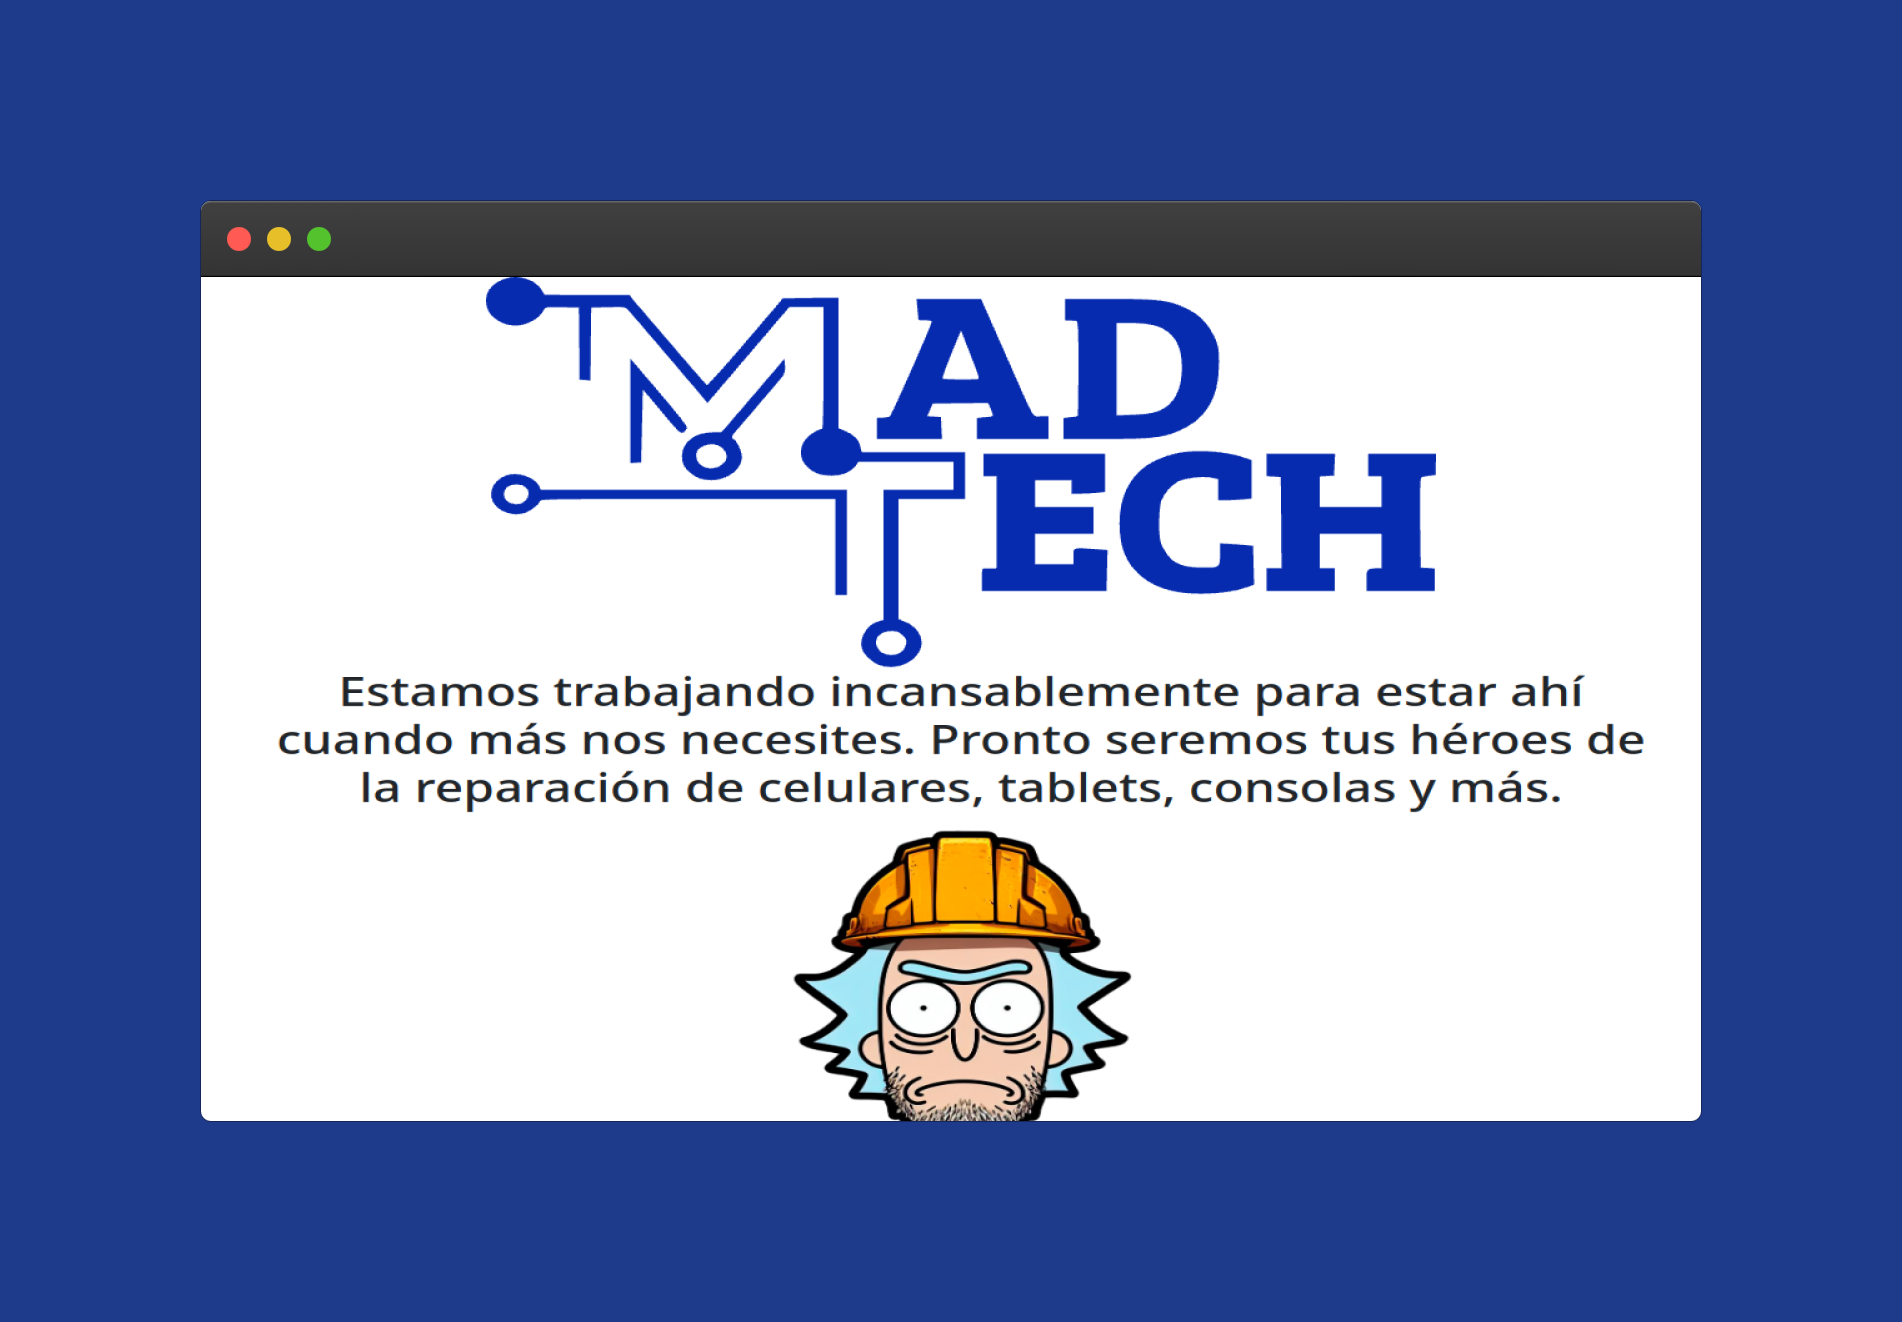 MAD
TECH
Estamos trabajando incansablemente para estar ahí
cuando más nos necesites. Pronto seremos tus héroes de
la reparación de celulares, tablets, consolas y más.